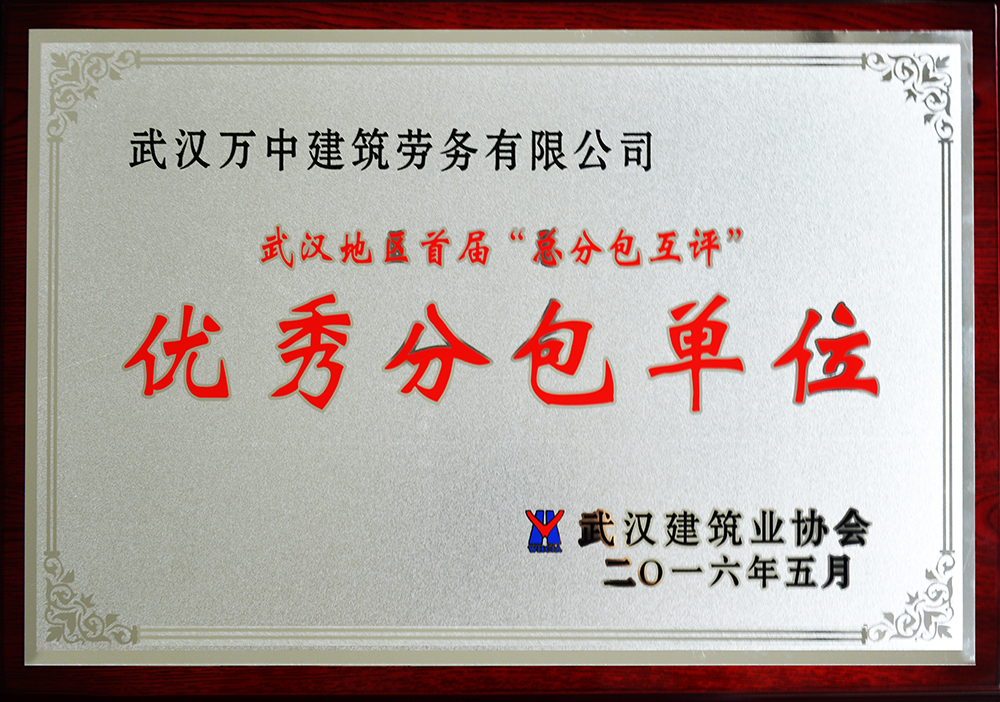 武汉万中建筑劳务有限公司
武汉地区首届“总分包互评”
优秀分包单位
武汉建筑业协会
二〇一六年五月